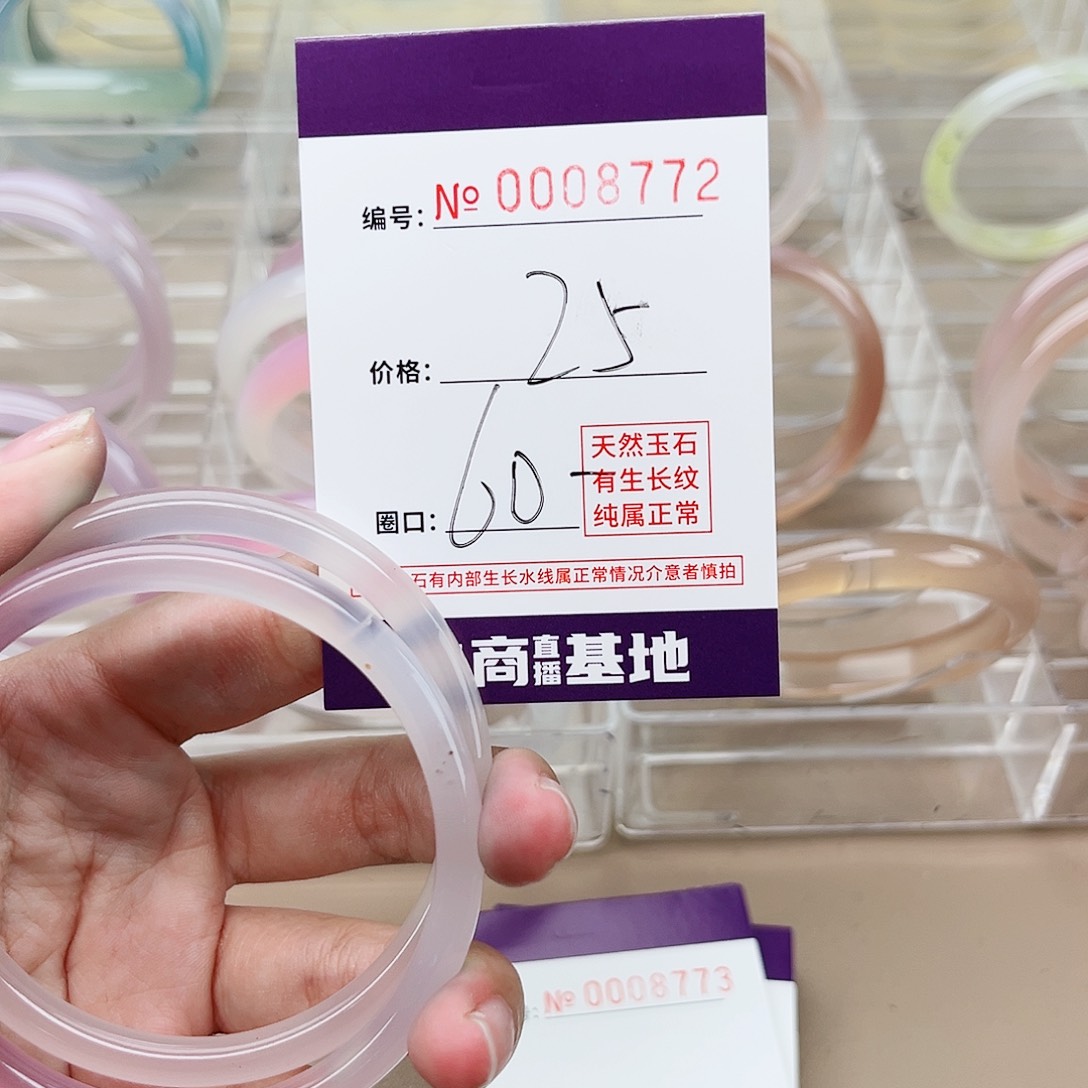 编号: № 0008772
价格: 25
圈口: 60-
天然玉石
有生长纹
纯属正常
石有内部生长水线属正常情况介意者慎拍
商直播基地
№ 0008773